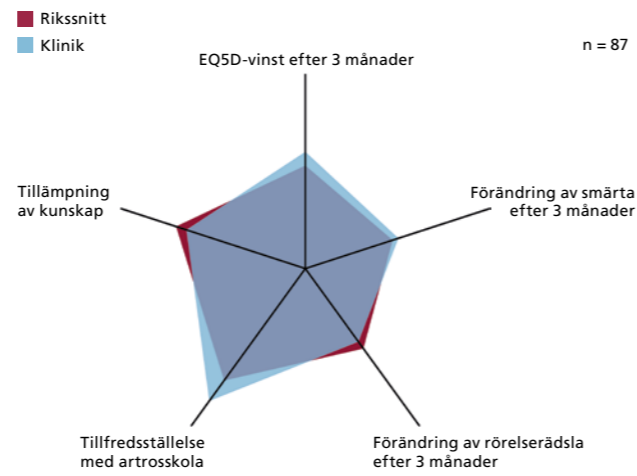 Rikssnitt
Klinik
n = 87
EQ5D-vinst efter 3 månader
Tillämpning
av kunskap
Förändring av smärta
efter 3 månader
Tillfredsställelse
med artrosskola
Förändring av rörelserädsla
efter 3 månader